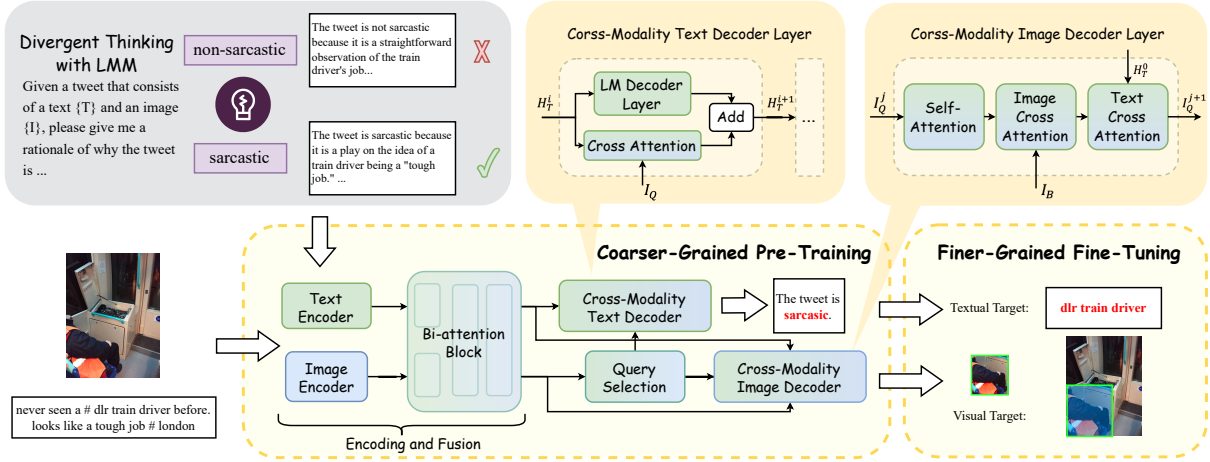 Divergent Thinking
with LMM
Given a tweet that consists
of a text {T} and an image
{I}, please give me a
rationale of why the tweet
is ...
non-sarcastic
sarcastic
The tweet is not sarcastic
because it is a straightforward
observation of the train
driver's job...
X
The tweet is sarcastic because
it is a play on the idea of a
train driver being a "tough
job." ...
Corss-Modality Text Decoder Layer
H_T^i
LM Decoder
Layer
Cross Attention
Add
H_T^{i+1}
...
I_Q
Corss-Modality Image Decoder Layer
H_T^0
I_Q^j
Self-
Attention
Image
Cross
Attention
Text
Cross
Attention
I_Q^{j+1}
I_B
never seen a # dlr train driver before.
looks like a tough job # london
Coarser-Grained Pre-Training
Text
Encoder
Image
Encoder
Bi-attention
Block
Encoding and Fusion
Cross-Modality
Text Decoder
Query
Selection
Cross-Modality
Image Decoder
The tweet is
sarcasic.
Finer-Grained Fine-Tuning
Textual Target:
dlr train driver
Visual Target: